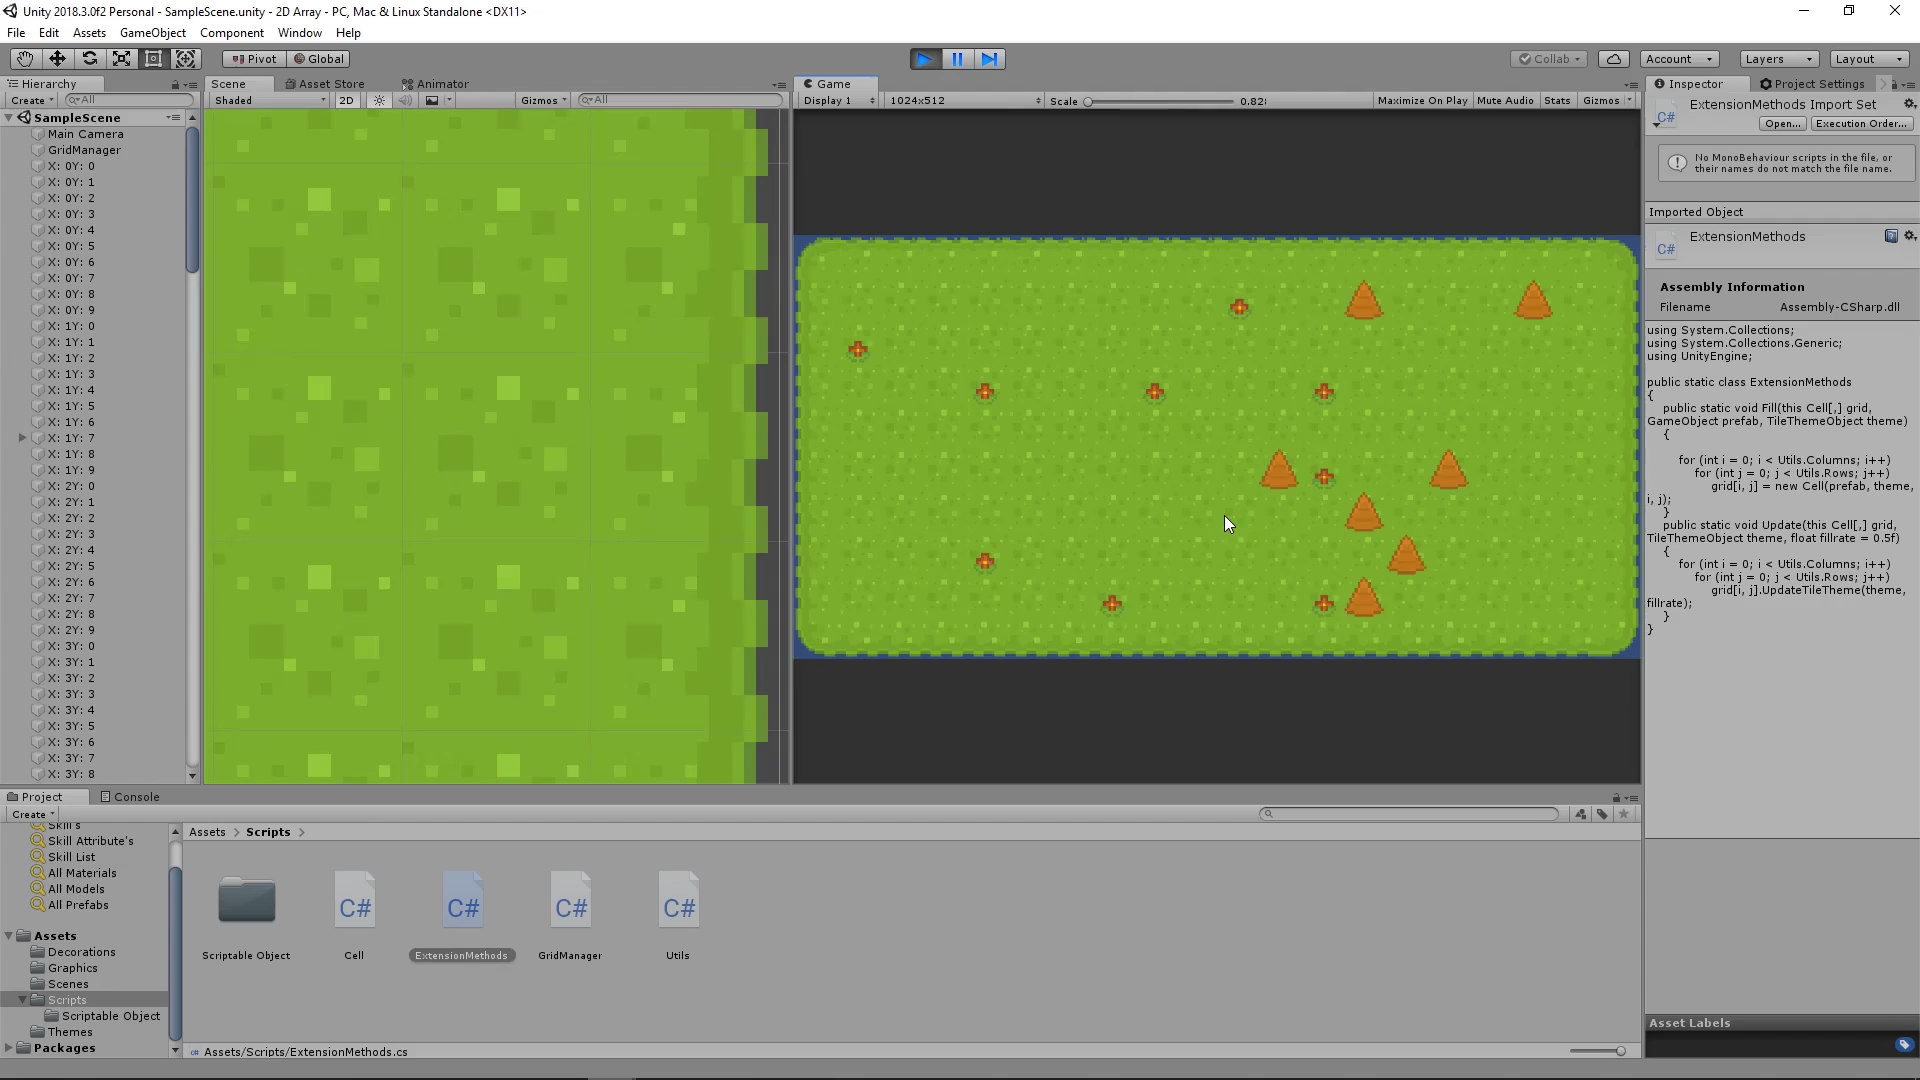 Unity 2018.3.0f2 Personal - SampleScene.unity - 2D Array - PC, Mac & Linux Standalone <DX11>
File Edit Assets GameObject Component Window Help
Pivot Global Collab Account Layers Layout
Hierarchy
Create All
SampleScene
Main Camera
GridManager
X: 0Y: 0
X: 0Y: 1
X: 0Y: 2
X: 0Y: 3
X: 0Y: 4
X: 0Y: 5
X: 0Y: 6
X: 0Y: 7
X: 0Y: 8
X: 0Y: 9
X: 1Y: 0
X: 1Y: 1
X: 1Y: 2
X: 1Y: 3
X: 1Y: 4
X: 1Y: 5
X: 1Y: 6
X: 1Y: 7
X: 1Y: 8
X: 1Y: 9
X: 2Y: 0
X: 2Y: 1
X: 2Y: 2
X: 2Y: 3
X: 2Y: 4
X: 2Y: 5
X: 2Y: 6
X: 2Y: 7
X: 2Y: 8
X: 2Y: 9
X: 3Y: 0
X: 3Y: 1
X: 3Y: 2
X: 3Y: 3
X: 3Y: 4
X: 3Y: 5
X: 3Y: 6
X: 3Y: 7
X: 3Y: 8
Scene Asset Store Animator
Shaded 2D Gizmos All
Game
Display 1 1024x512 Scale 0.82 Maximize On Play Mute Audio Stats Gizmos
Inspector Project Settings
ExtensionMethods Import Set
C#
Open... Execution Order...
No MonoBehaviour scripts in the file, or
their names do not match the file name.
Imported Object
ExtensionMethods
C#
Assembly Information
Filename Assembly-CSharp.dll
using System.Collections;
using System.Collections.Generic;
using UnityEngine;
public static class ExtensionMethods
{
public static void Fill(this Cell[,] grid,
GameObject prefab, TileThemeObject theme)
{
for (int i = 0; i < Utils.Columns; i++)
for (int j = 0; j < Utils.Rows; j++)
grid[i, j] = new Cell(prefab, theme,
i, j);
}
public static void Update(this Cell[,] grid,
TileThemeObject theme, float fillrate = 0.5f)
{
for (int i = 0; i < Utils.Columns; i++)
for (int j = 0; j < Utils.Rows; j++)
grid[i, j].UpdateTileTheme(theme,
fillrate);
}
}
Asset Labels
Project Console
Create
Skill's
Skill Attribute's
Skill List
All Materials
All Models
All Prefabs
Assets
Decorations
Graphics
Scenes
Scripts
Scriptable Object
Themes
Packages
Assets > Scripts >
C# C# C# C#
Scriptable Object Cell ExtensionMethods GridManager Utils
C# Assets/Scripts/ExtensionMethods.cs